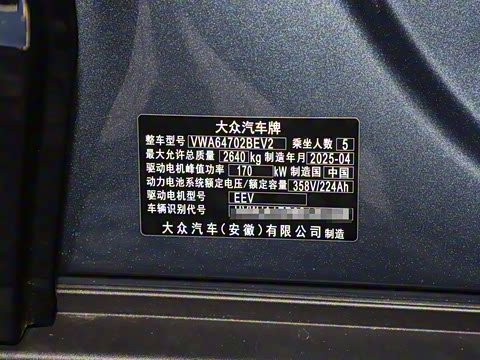 大众汽车牌
整车型号 VWA64702BEV2 乘坐人数 5
最大允许总质量 2640 kg 制造年月 2025-04
驱动电机峰值功率 170 kW 制造国 中国
动力电池系统额定电压/额定容量 358V/224Ah
驱动电机型号 EEV
车辆识别代号
大众汽车(安徽)有限公司 制造